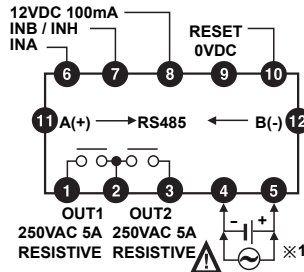 12VDC 100mA
INB / INH
INA
RESET
0VDC
6 7 8 9 10
11 A(+) RS485 B(-) 12
1 2 3 4 5
OUT1 OUT2
250VAC 5A 250VAC 5A
RESISTIVE RESISTIVE
- +
※1